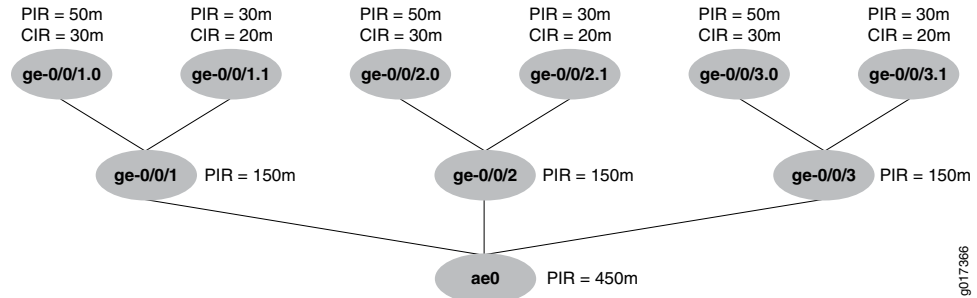 PIR = 50m
CIR = 30m
PIR = 30m
CIR = 20m
PIR = 50m
CIR = 30m
PIR = 30m
CIR = 20m
PIR = 50m
CIR = 30m
PIR = 30m
CIR = 20m
ge-0/0/1.0
ge-0/0/1.1
ge-0/0/2.0
ge-0/0/2.1
ge-0/0/3.0
ge-0/0/3.1
ge-0/0/1
PIR = 150m
ge-0/0/2
PIR = 150m
ge-0/0/3
PIR = 150m
ae0
PIR = 450m
g017366